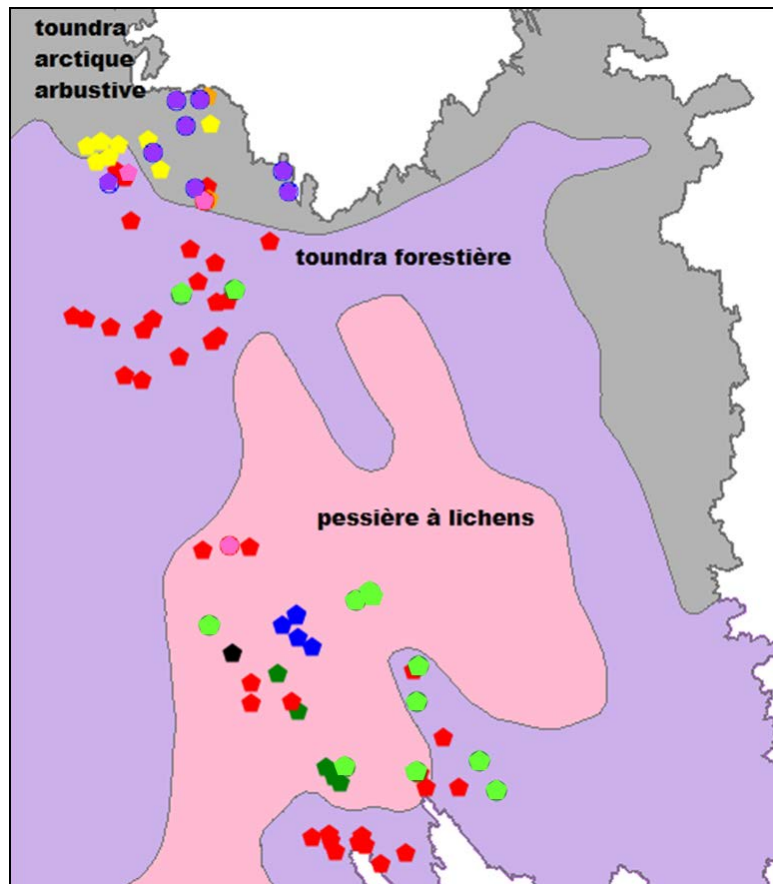 toundra
arctique
arbustive
toundra forestière
pessière à lichens